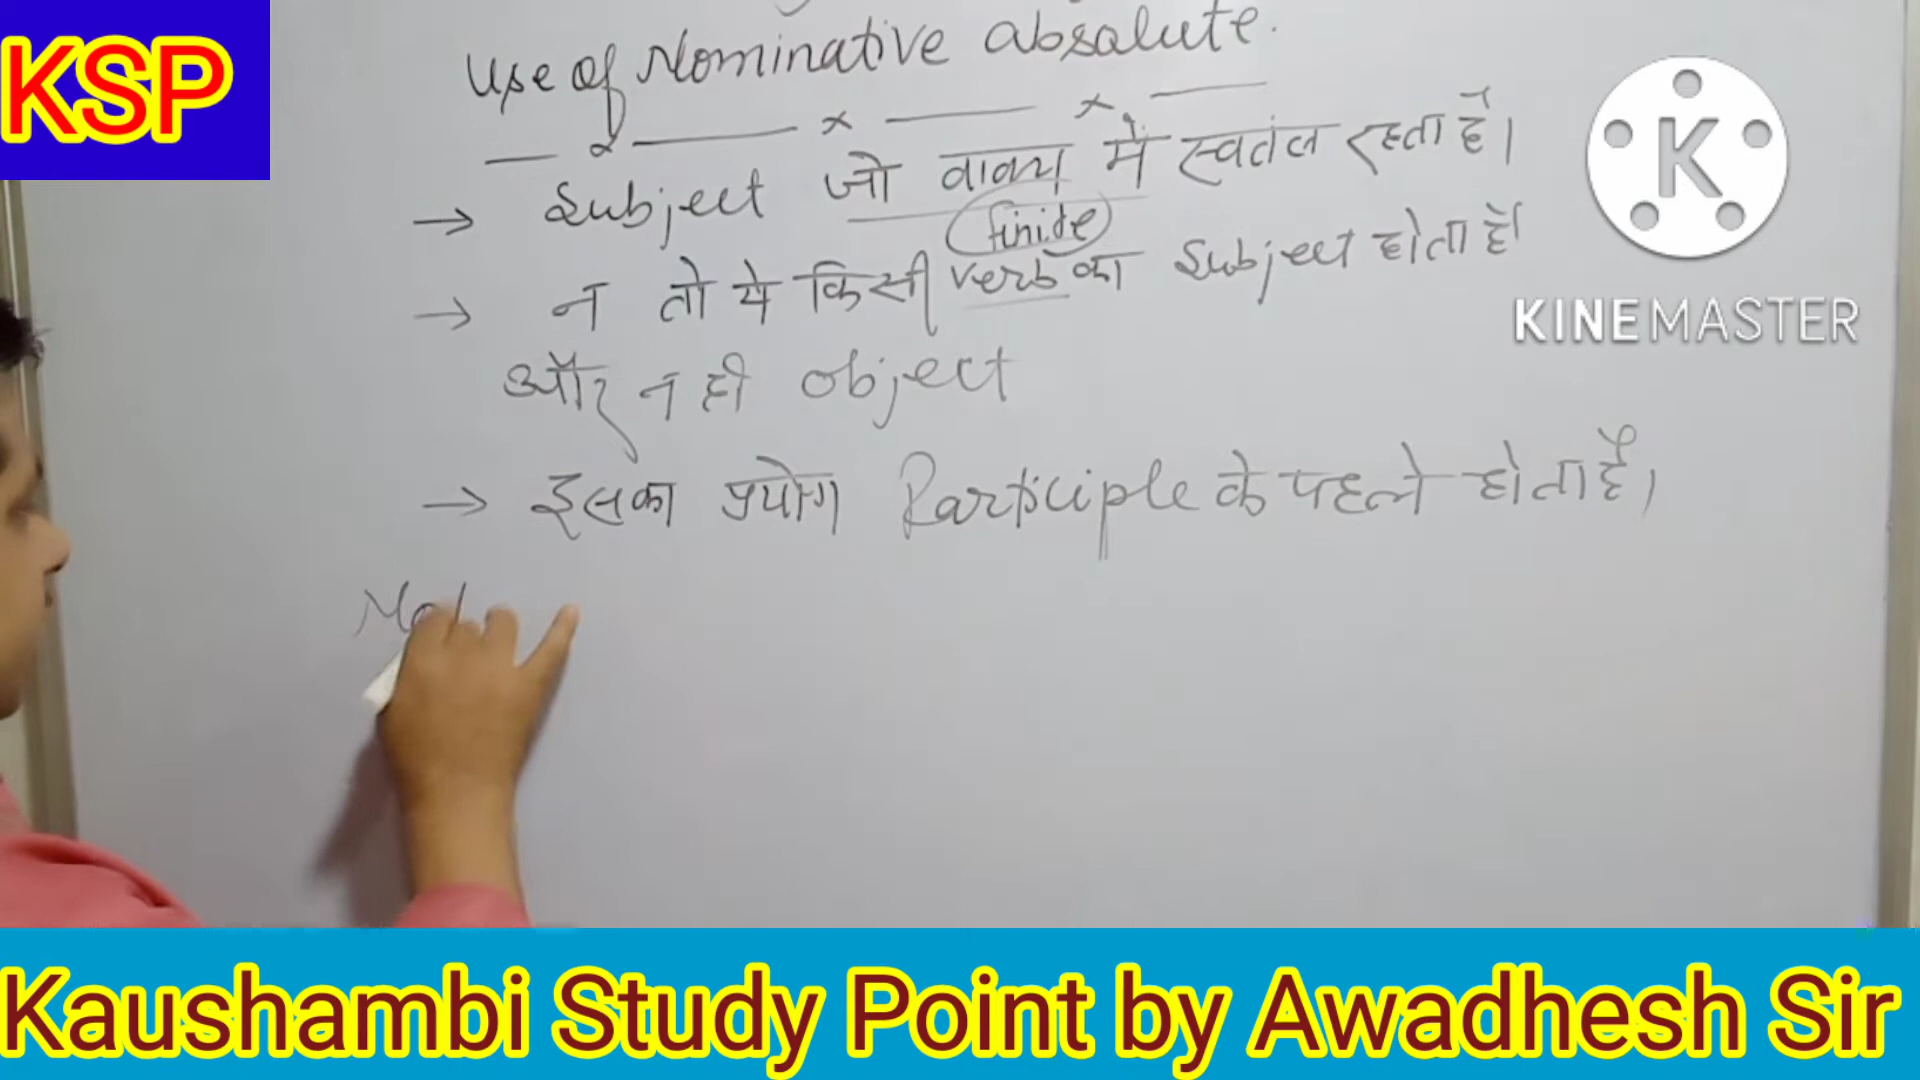 KSP
Use of Nominative absalute.
→ Subject जो वाक्य में स्वतंत्र रहता है।
finite
→ न तो ये किसी verb का Subject होता है
और न ही object
→ इसका प्रयोग Participle के पहले होता है।
K
KINEMASTER
Kaushambi Study Point by Awadhesh Sir